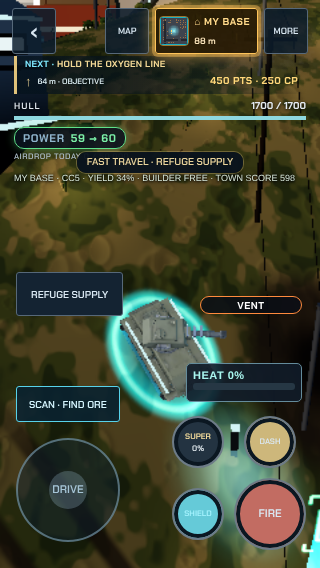 ‹
MAP
⌂ MY BASE
88 m
MORE
NEXT · HOLD THE OXYGEN LINE
↑ 64 m · OBJECTIVE
450 PTS · 250 CP
HULL
1700 / 1700
POWER 59 → 60
AIRDROP TODAY
FAST TRAVEL · REFUGE SUPPLY
MY BASE · CC5 · YIELD 34% · BUILDER FREE · TOWN SCORE 598
REFUGE SUPPLY
VENT
HEAT 0%
SCAN · FIND ORE
SUPER
0%
DASH
DRIVE
SHIELD
FIRE